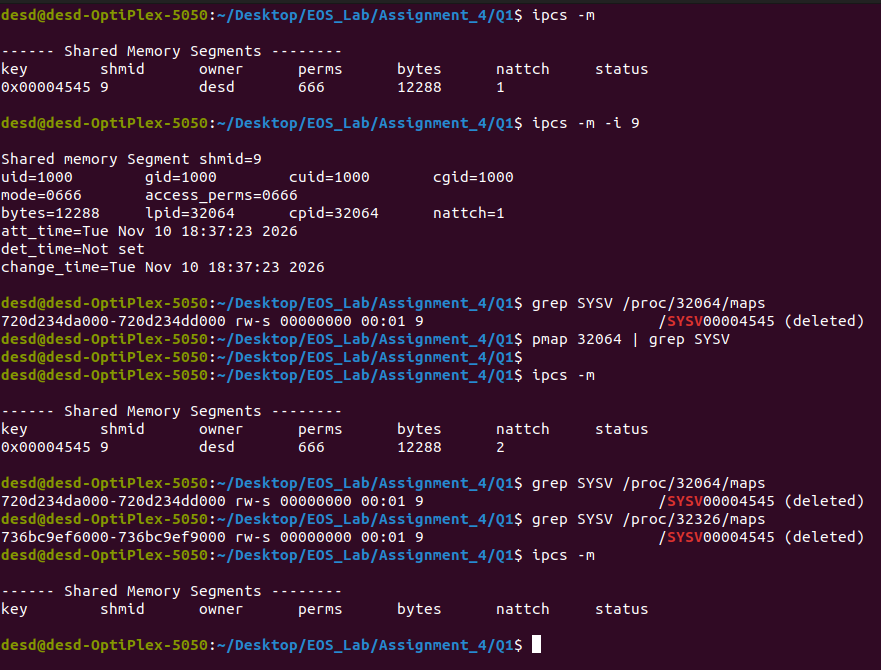 desd@desd-OptiPlex-5050:~/Desktop/EOS_Lab/Assignment_4/Q1$ ipcs -m
------ Shared Memory Segments --------
key        shmid      owner      perms      bytes      nattch     status
0x00004545 9          desd       666        12288      1
desd@desd-OptiPlex-5050:~/Desktop/EOS_Lab/Assignment_4/Q1$ ipcs -m -i 9
Shared memory Segment shmid=9
uid=1000        gid=1000        cuid=1000       cgid=1000
mode=0666       access_perms=0666
bytes=12288     lpid=32064      cpid=32064      nattch=1
att_time=Tue Nov 10 18:37:23 2026
det_time=Not set
change_time=Tue Nov 10 18:37:23 2026
desd@desd-OptiPlex-5050:~/Desktop/EOS_Lab/Assignment_4/Q1$ grep SYSV /proc/32064/maps
720d234da000-720d234dd000 rw-s 00000000 00:01 9                          /SYSV00004545 (deleted)
desd@desd-OptiPlex-5050:~/Desktop/EOS_Lab/Assignment_4/Q1$ pmap 32064 | grep SYSV
desd@desd-OptiPlex-5050:~/Desktop/EOS_Lab/Assignment_4/Q1$
desd@desd-OptiPlex-5050:~/Desktop/EOS_Lab/Assignment_4/Q1$ ipcs -m
------ Shared Memory Segments --------
key        shmid      owner      perms      bytes      nattch     status
0x00004545 9          desd       666        12288      2
desd@desd-OptiPlex-5050:~/Desktop/EOS_Lab/Assignment_4/Q1$ grep SYSV /proc/32064/maps
720d234da000-720d234dd000 rw-s 00000000 00:01 9                          /SYSV00004545 (deleted)
desd@desd-OptiPlex-5050:~/Desktop/EOS_Lab/Assignment_4/Q1$ grep SYSV /proc/32326/maps
736bc9ef6000-736bc9ef9000 rw-s 00000000 00:01 9                          /SYSV00004545 (deleted)
desd@desd-OptiPlex-5050:~/Desktop/EOS_Lab/Assignment_4/Q1$ ipcs -m
------ Shared Memory Segments --------
key        shmid      owner      perms      bytes      nattch     status
desd@desd-OptiPlex-5050:~/Desktop/EOS_Lab/Assignment_4/Q1$